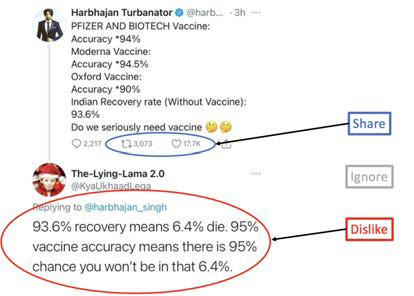 Harbhajan Turbanator @harb... · 3h
PFIZER AND BIOTECH Vaccine:
Accuracy *94%
Moderna Vaccine:
Accuracy *94.5%
Oxford Vaccine:
Accuracy *90%
Indian Recovery rate (Without Vaccine):
93.6%
Do we seriously need vaccine 🤔🤔
2,217 3,073 17.7K
Share
The-Lying-Lama 2.0
@KyaUkhaadLega
Ignore
Replying to @harbhajan_singh
93.6% recovery means 6.4% die. 95%
vaccine accuracy means there is 95%
chance you won't be in that 6.4%.
Dislike